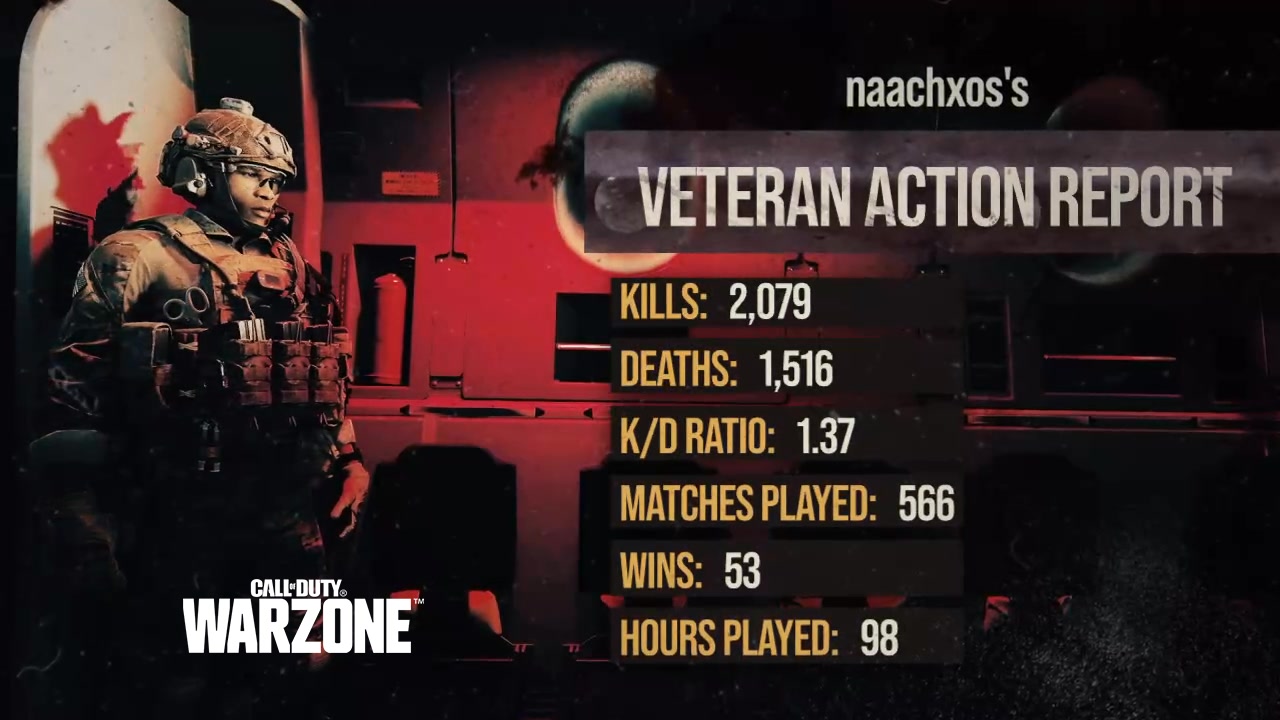 naachxos's
VETERAN ACTION REPORT
KILLS: 2,079
DEATHS: 1,516
K/D RATIO: 1.37
MATCHES PLAYED: 566
WINS: 53
HOURS PLAYED: 98
CALL OF DUTY®
WARZONE™